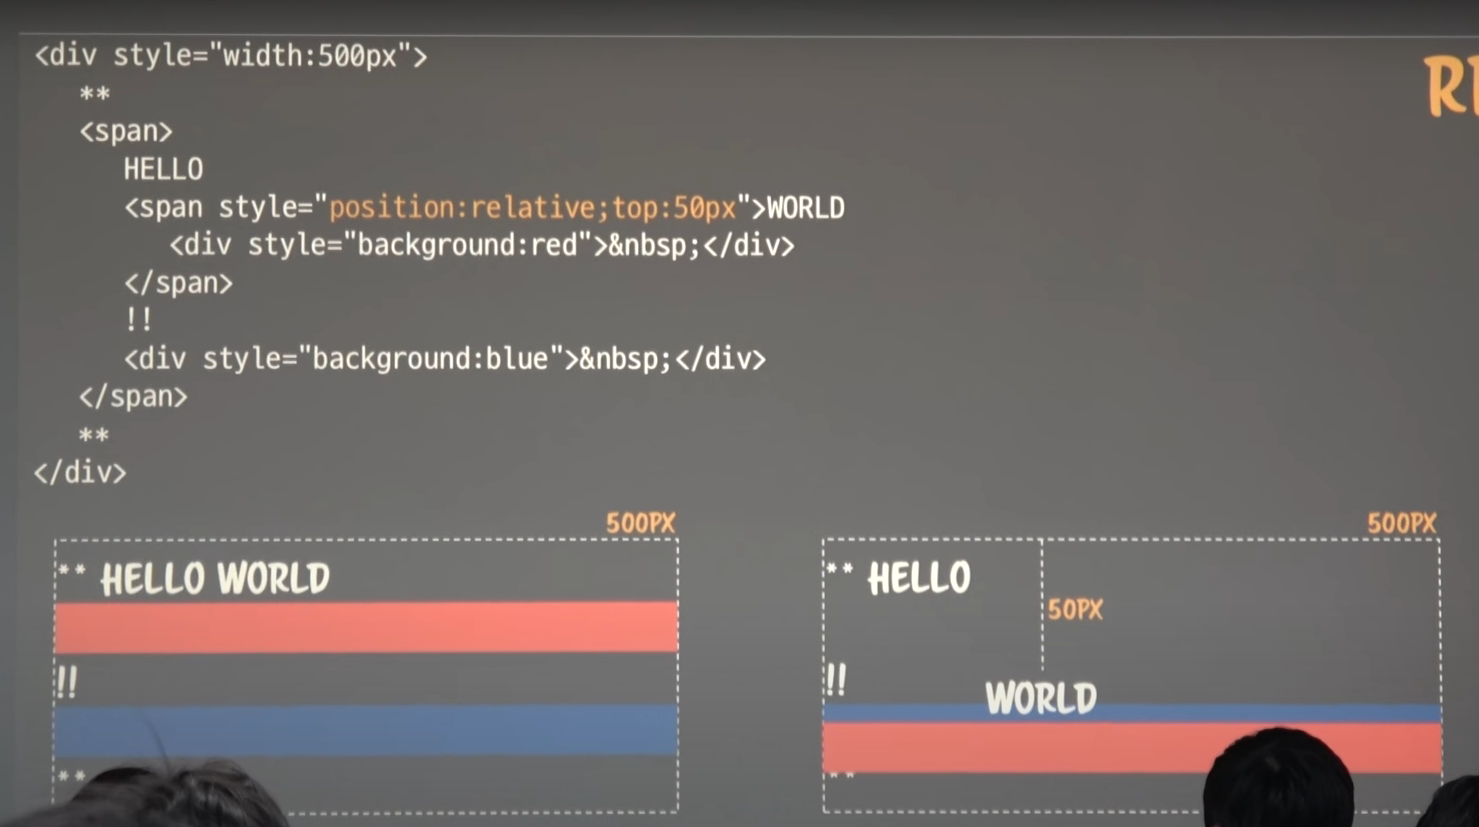 <div style="width:500px">
**
<span>
HELLO
<span style="position:relative;top:50px">WORLD
<div style="background:red">&nbsp;</div>
</span>
!!
<div style="background:blue">&nbsp;</div>
</span>
**
</div>
500PX
** HELLO WORLD
!!
**
500PX
** HELLO
50PX
!!
WORLD
**